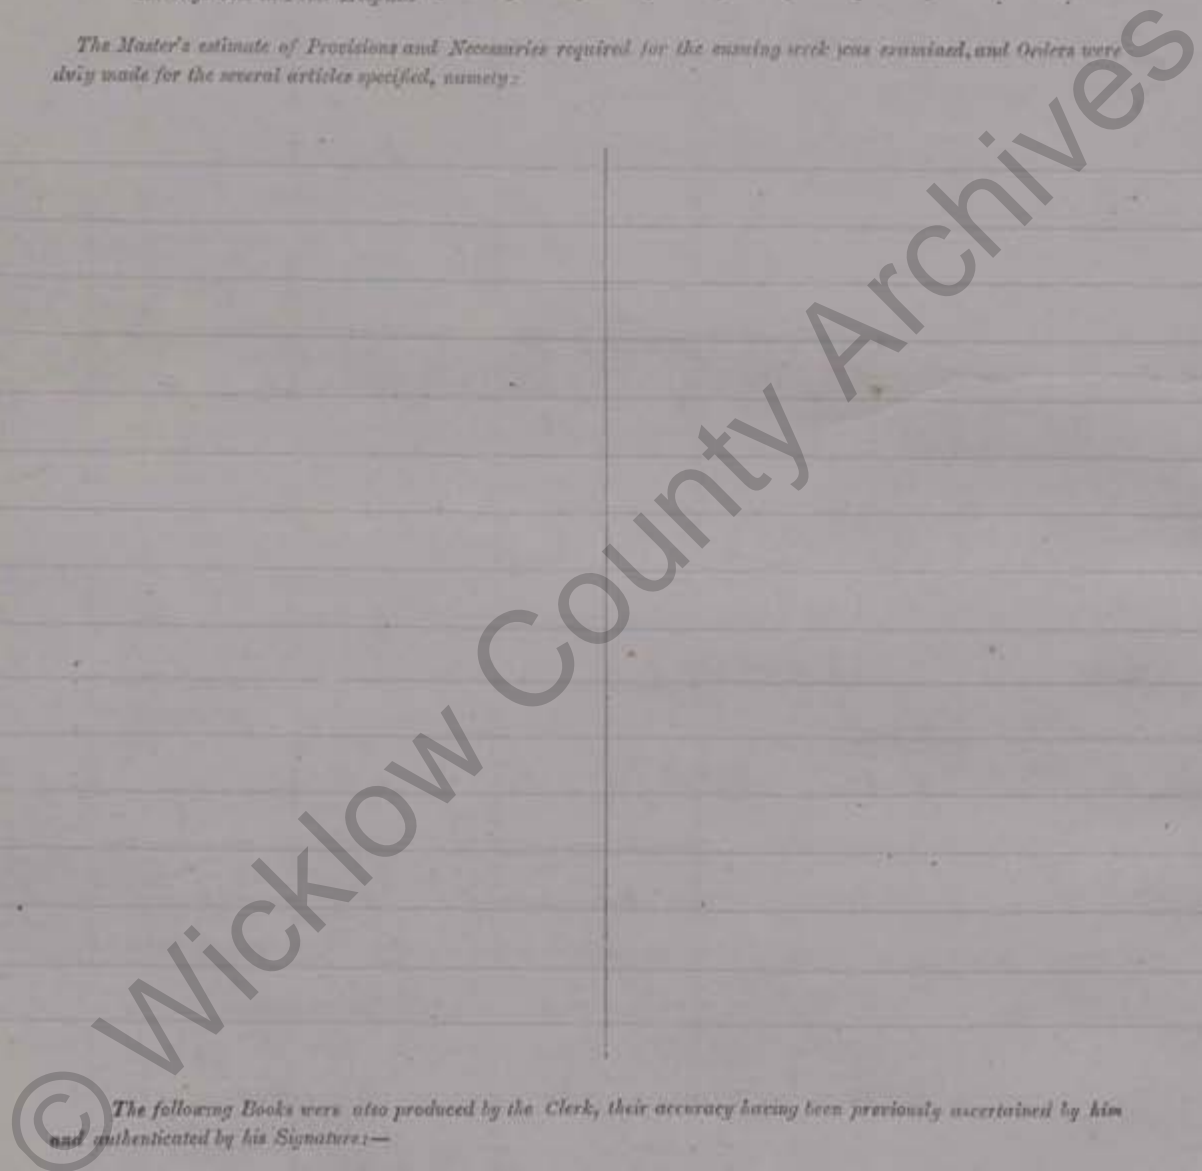 The Master's estimate of Provisions and Necessaries required for the ensuing week was examined, and Orders were
duly made for the several articles specified, namely:
© Wicklow County Archives
The following Books were also produced by the Clerk, their accuracy having been previously ascertained by him
and authenticated by his Signature:—